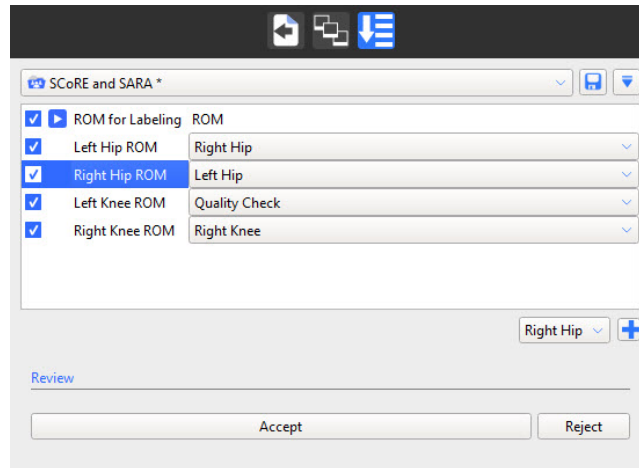 SCoRE and SARA *
ROM for Labeling ROM
Left Hip ROM Right Hip
Right Hip ROM Left Hip
Left Knee ROM Quality Check
Right Knee ROM Right Knee
Right Hip
Review
Accept Reject